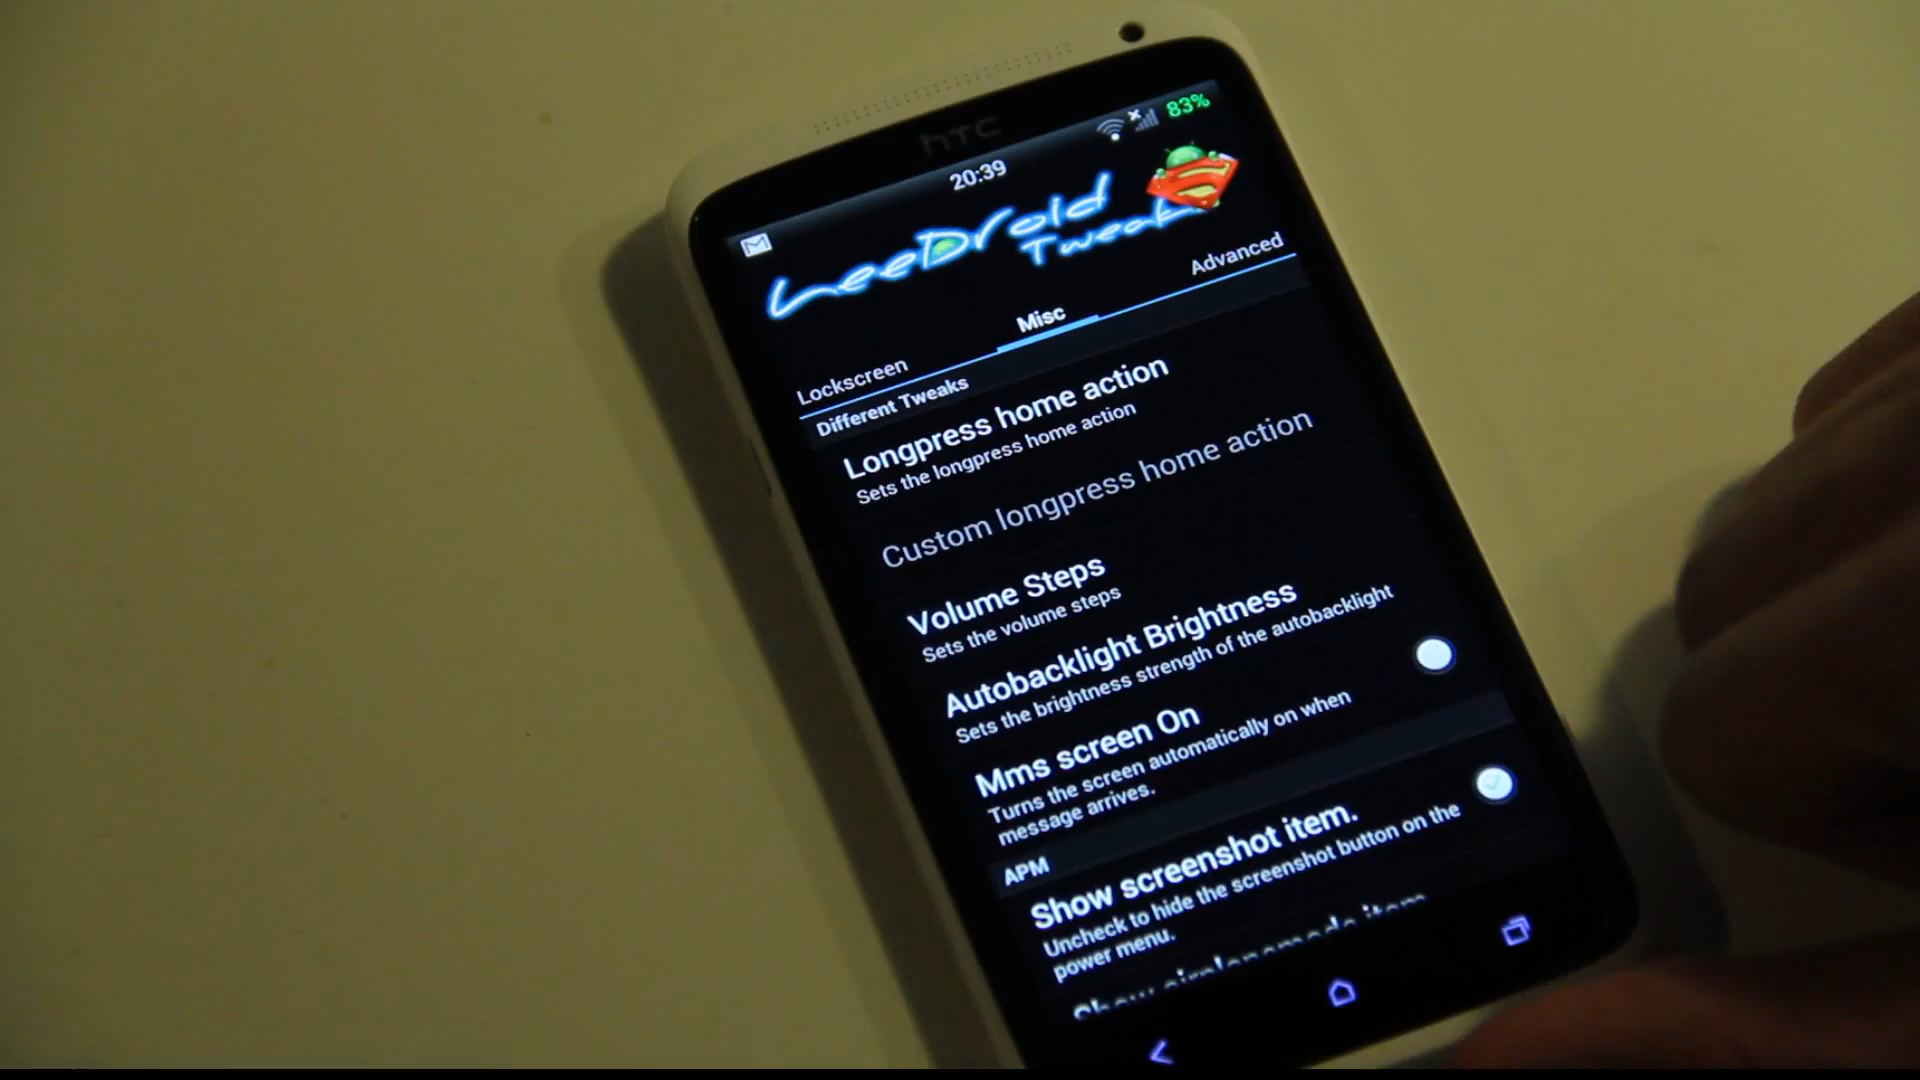 hTC
83%
20:39
LeeDrOid
Tweaks
Lockscreen
Misc
Advanced
Different Tweaks
Longpress home action
Sets the longpress home action
Custom longpress home action
Volume Steps
Sets the volume steps
Autobacklight Brightness
Sets the brightness strength of the autobacklight
Mms screen On
Turns the screen automatically on when
message arrives.
APM
Show screenshot item.
Uncheck to hide the screenshot button on the
power menu.
Show airplanemode item